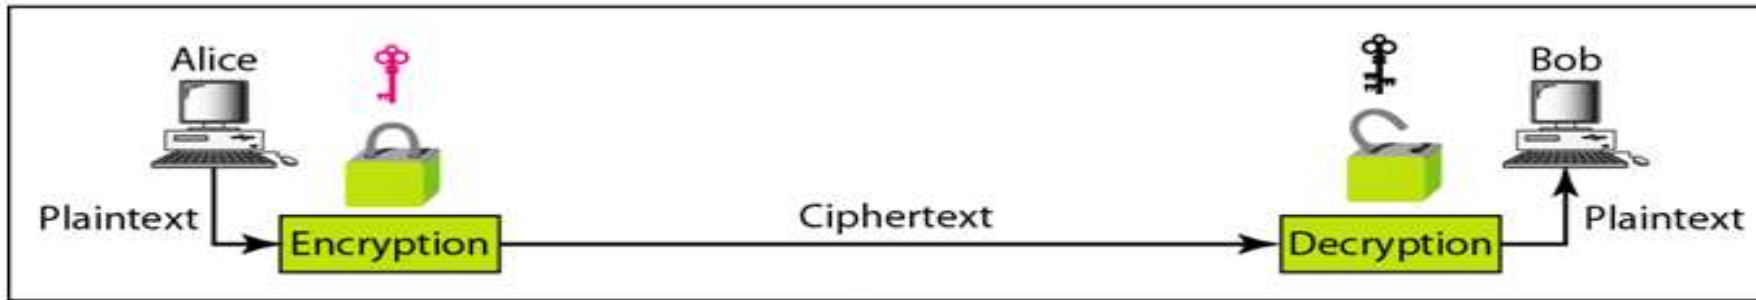 Alice
Bob
Plaintext
Ciphertext
Plaintext
Encryption
Decryption